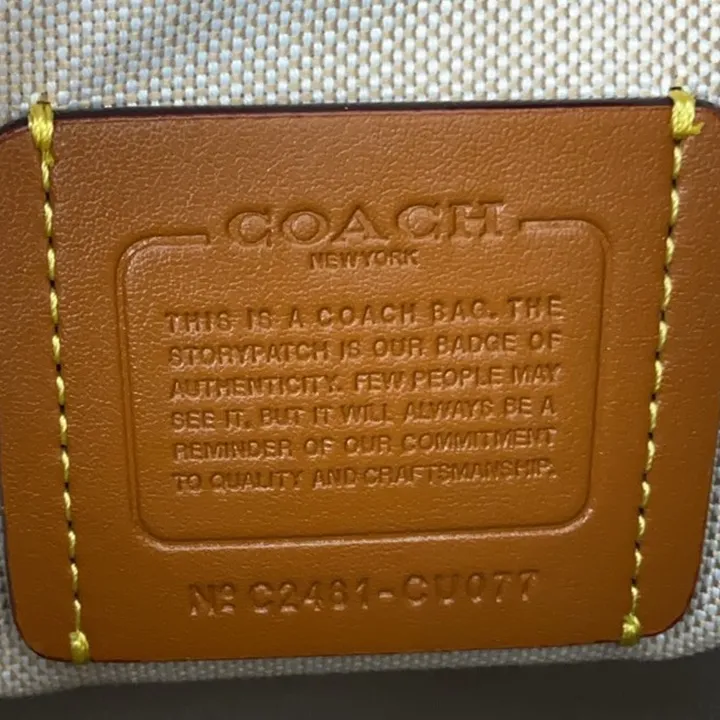 COACH
NEW YORK
THIS IS A COACH BAG. THE
STORYPATCH IS OUR BADGE OF
AUTHENTICITY. FEW PEOPLE MAY
SEE IT, BUT IT WILL ALWAYS BE A
REMINDER OF OUR COMMITMENT
TO QUALITY AND CRAFTSMANSHIP.
Nº C2461-CU077